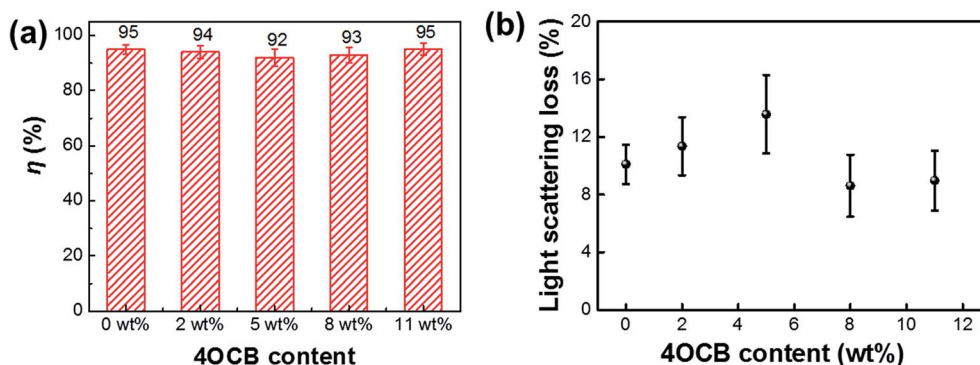 (a)
95 94 92 93 95
100
80
60
40
20
0
η (%)
0 wt% 2 wt% 5 wt% 8 wt% 11 wt%
4OCB content
(b)
Light scattering loss (%)
20
16
12
8
4
0
0 2 4 6 8 10 12
4OCB content (wt%)